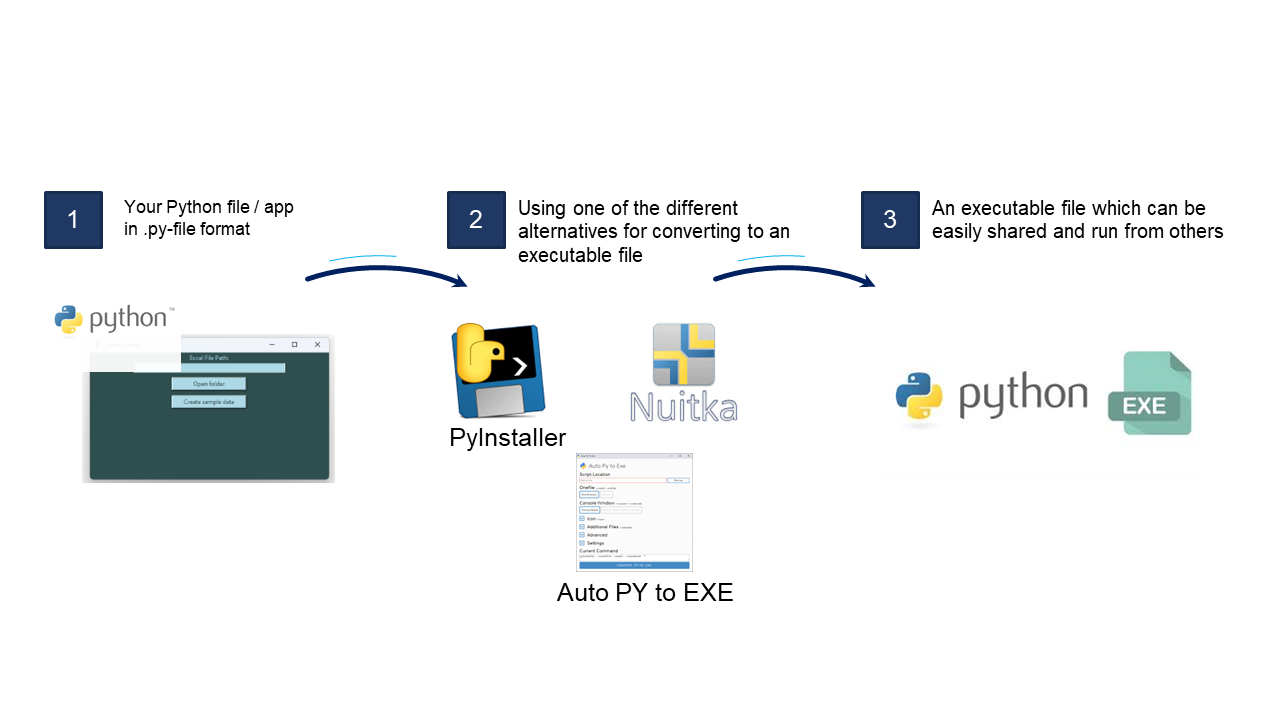 1
Your Python file / app
in .py-file format
2
Using one of the different
alternatives for converting to an
executable file
3
An executable file which can be
easily shared and run from others
python™
Excel File Path:
Open folder
Create sample data
PyInstaller
Nuitka
Auto Py to Exe
Script Location
Onefile
Console Window
Icon
Additional Files
Advanced
Settings
Current Command
Auto PY to EXE
python
EXE